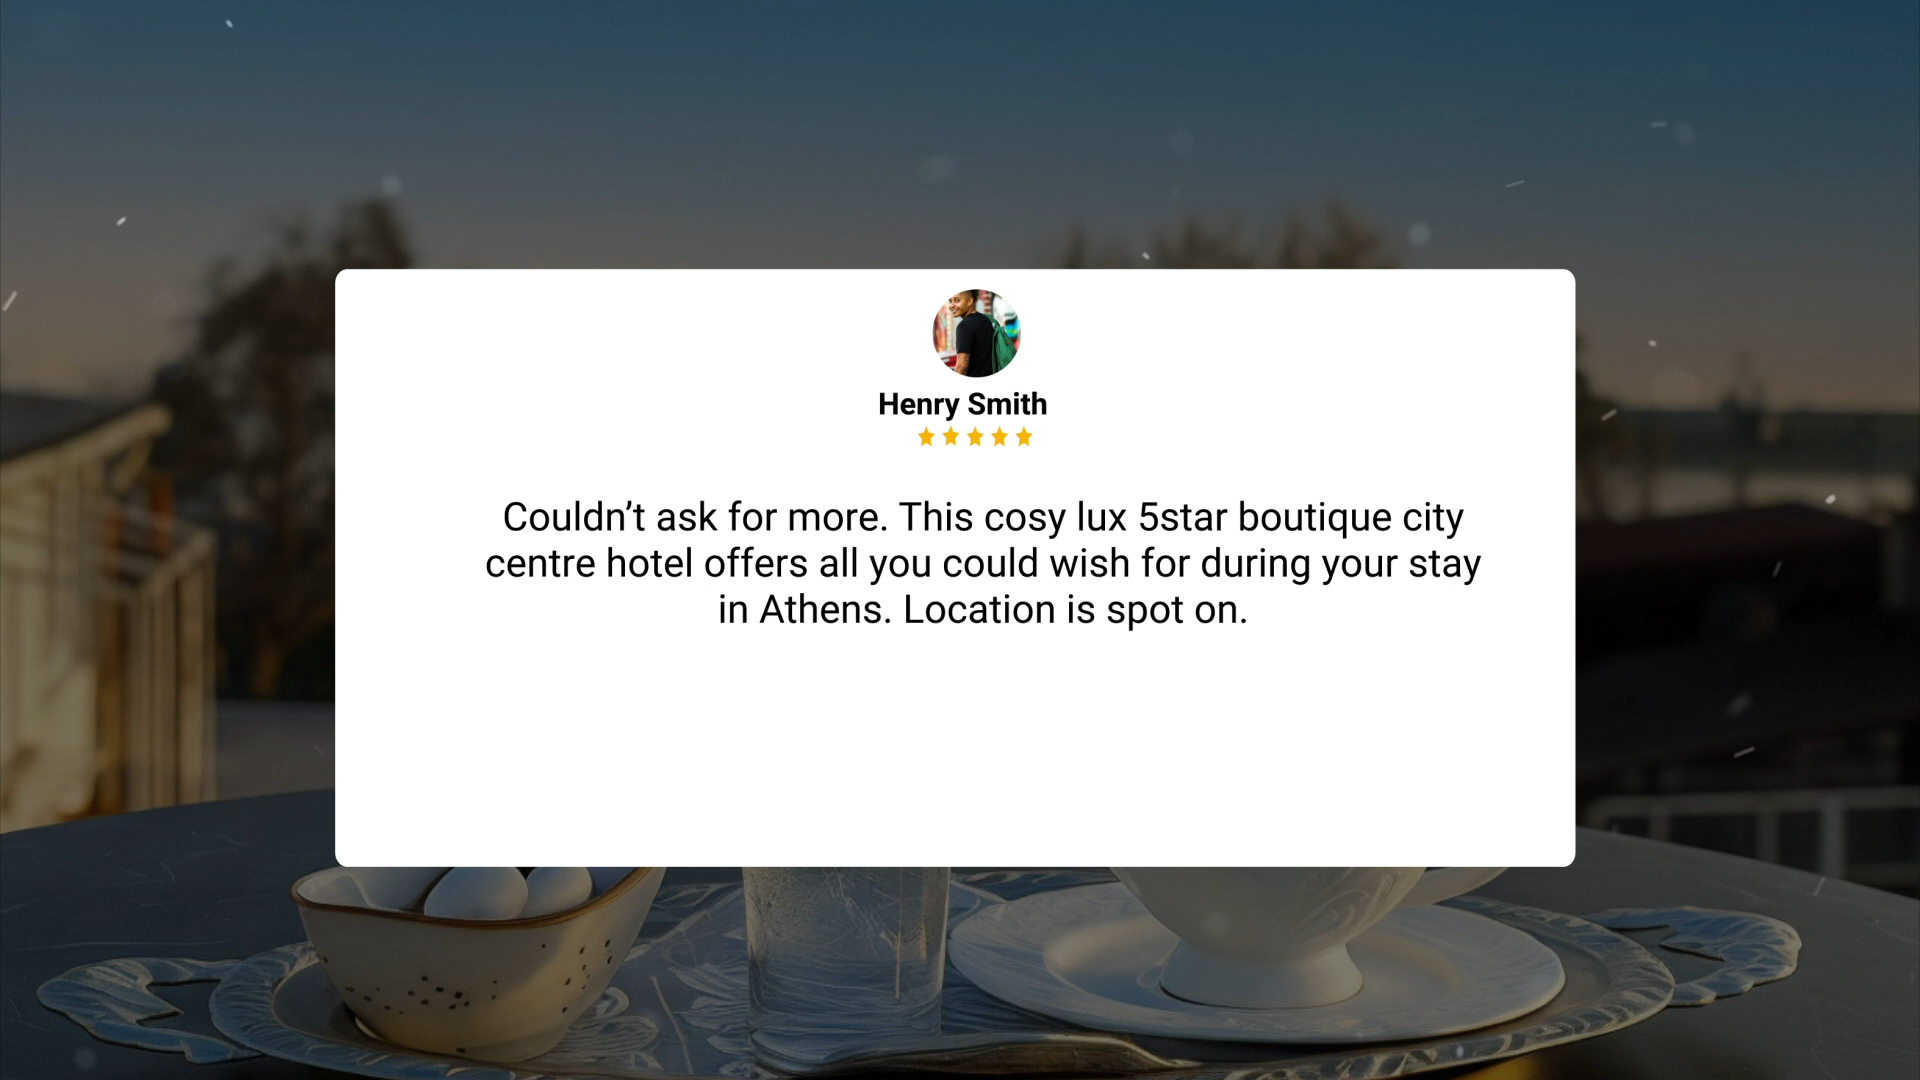 Henry Smith
Couldn’t ask for more. This cosy lux 5star boutique city
centre hotel offers all you could wish for during your stay
in Athens. Location is spot on.